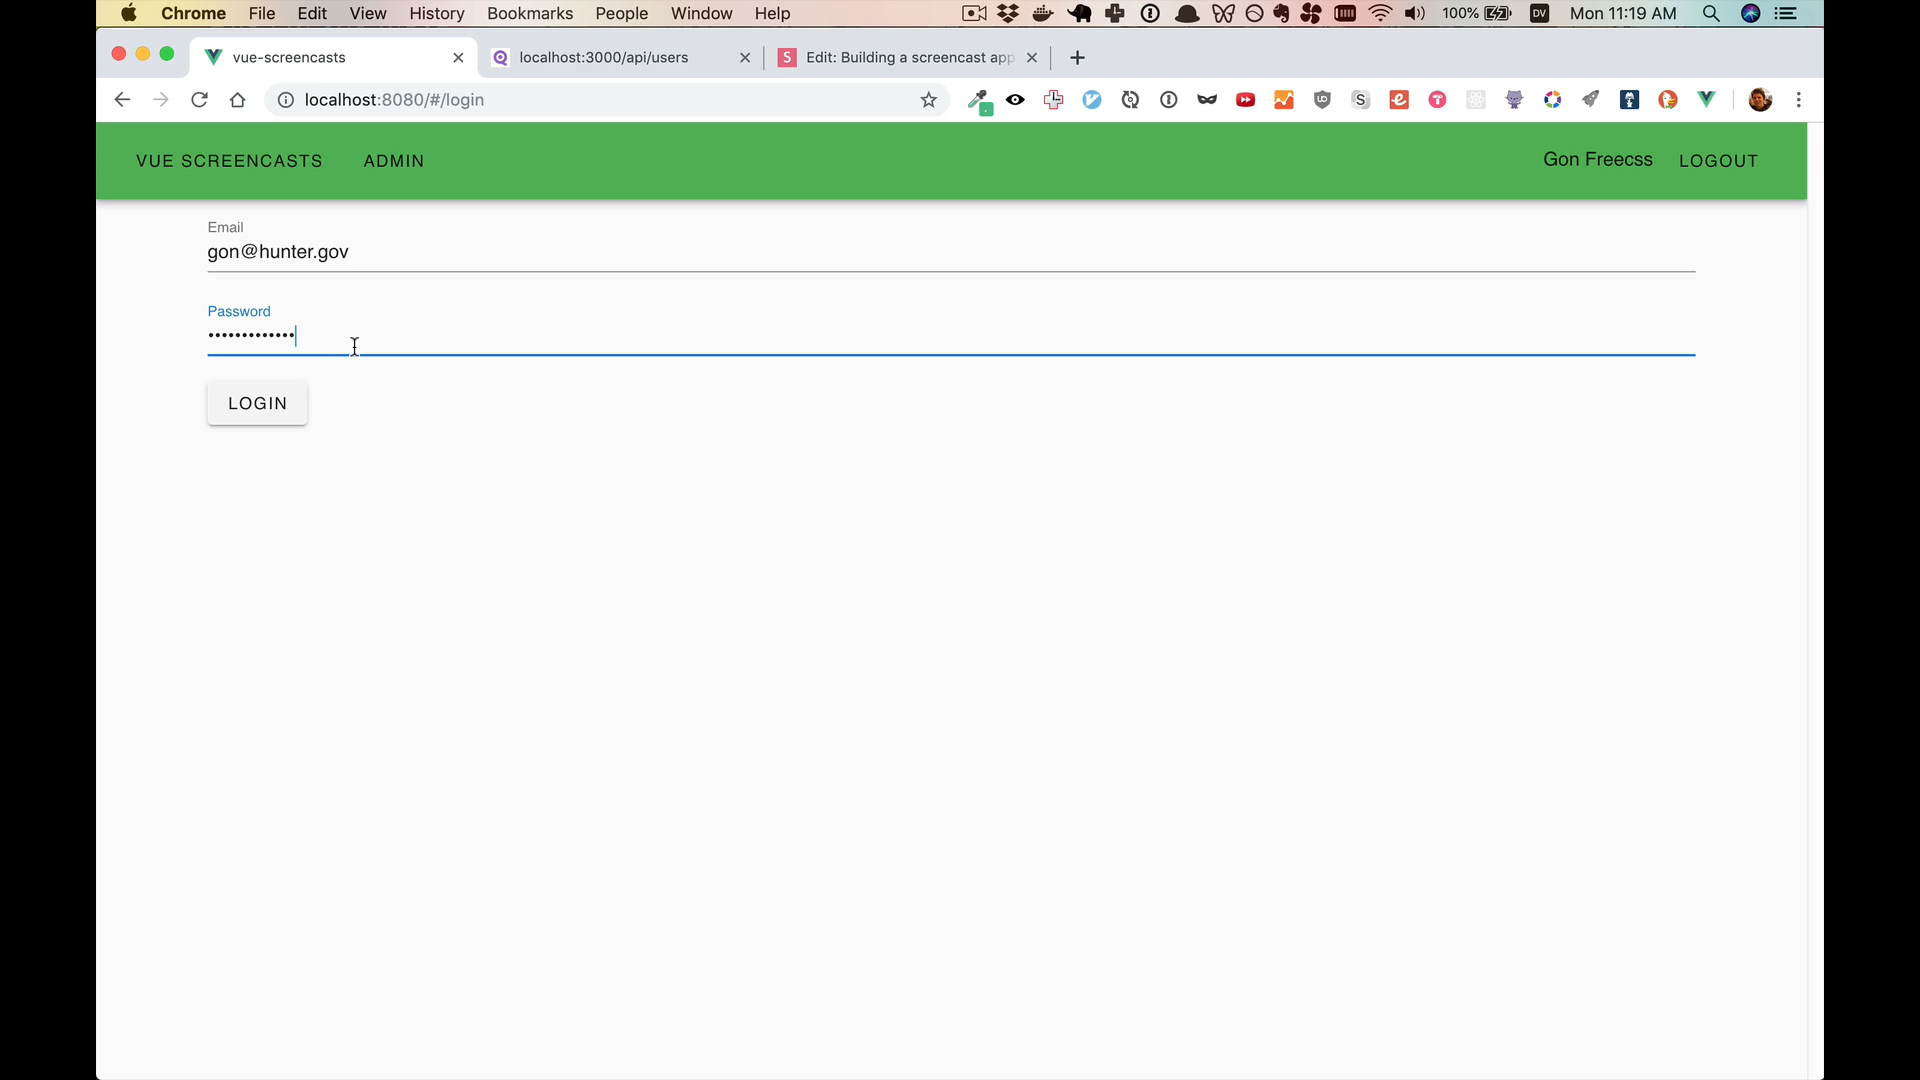 Chrome File Edit View History Bookmarks People Window Help 100% DV Mon 11:19 AM
vue-screencasts localhost:3000/api/users S Edit: Building a screencast app
localhost:8080/#/login
VUE SCREENCASTS ADMIN Gon Freecss LOGOUT
Email
gon@hunter.gov
Password
•••••••••••••
LOGIN